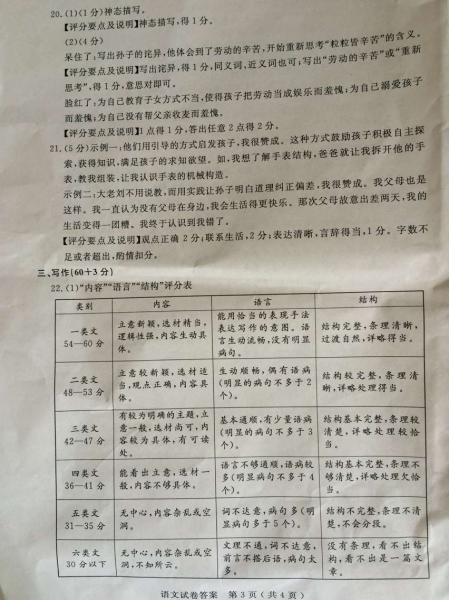 20.(1)(1分)神态描写。
【评分要点及说明】神态描写,得1分。
(2)(4分)
呆住了:写出孙子的诧异,他体会到了劳动的辛苦,开始重新思考“粒粒皆辛苦”的含义。
【评分要点及说明】写出诧异,得1分,同义词,近义词也可;写出“劳动的辛苦”或“重新
思考”,得1分,意思对即可。
脸红了:为自己教育子女方式不当,使得孩子把劳动当成娱乐而羞愧;为自己溺爱孩子
而羞愧;为自己没有帮父亲收麦而羞愧。
【评分要点及说明】1点得1分,答出任意2点得2分。
21.(5分)示例一:他们用引导的方式启发孩子,我很赞成。这种方式鼓励孩子积极自主探
索,获得知识,满足孩子的求知欲望。如,我想了解手表结构,爸爸就让我拆开他的手
表,教我组装,让我认识手表的机械构造。
示例二:大老刘不用说教,而用实践让孙子明白道理纠正偏差,我很赞成。我父母也是
这样。我一直认为没有父母在身边,我会生活得更快乐。那次父母故意出差两天,我的
生活变得一团糟、我终于认识到我错了。
【评分要点及说明】观点正确2分;联系生活,2分;表达清晰,言辞得当,1分。字数不
足或者超出,酌情扣分。
三、写作(60+3分)
22.(1)“内容”“语言”“结构”评分表
类别 内容 语言 结构
一类文
54—60分
立意新颖,选材精当,
逻辑性强,内容生动具
体。
能用恰当的表现手法
表达写作的意图。语
言生动流畅,没有明显
病句。
结构完整,条理清晰,
过渡自然,详略得当。
二类文
48—53分
立意较新颖,选材适
当,观点正确,内容具
体。
生动顺畅,偶有语病
(明显的病句不多于2
个)。
结构较完整,条理清
晰,详略处理得当。
三类文
42—47分
有较为明确的主题,立
意一般,选材尚可,内
容较为具体,有可读
处。
基本通顺,有少量语病
(明显的病句不多于3
个)。
结构基本完整,条理较
清楚,详略处理较恰
当。
四类文
36—41分
能看出立意,选材一
般,内容不够具体。
语言不够通顺,语病较
多(明显病句不多于4
个)。
结构基本完整,条理不
够清楚,详略处理欠恰
当。
五类文
31—35分
无中心,内容杂乱或空
洞。
词不达意,病句多(明
显病句多于5个)。
结构不完整,条理不清
楚,不会分段。
六类文
30分以下
无中心,内容杂乱或空
洞,不知所云。
文理不通,词不达意,
前言不搭后语,病句太
多。
没有条理,看不出结
构,看不出是一篇文
章。
语文试卷答案 第3页(共4页)